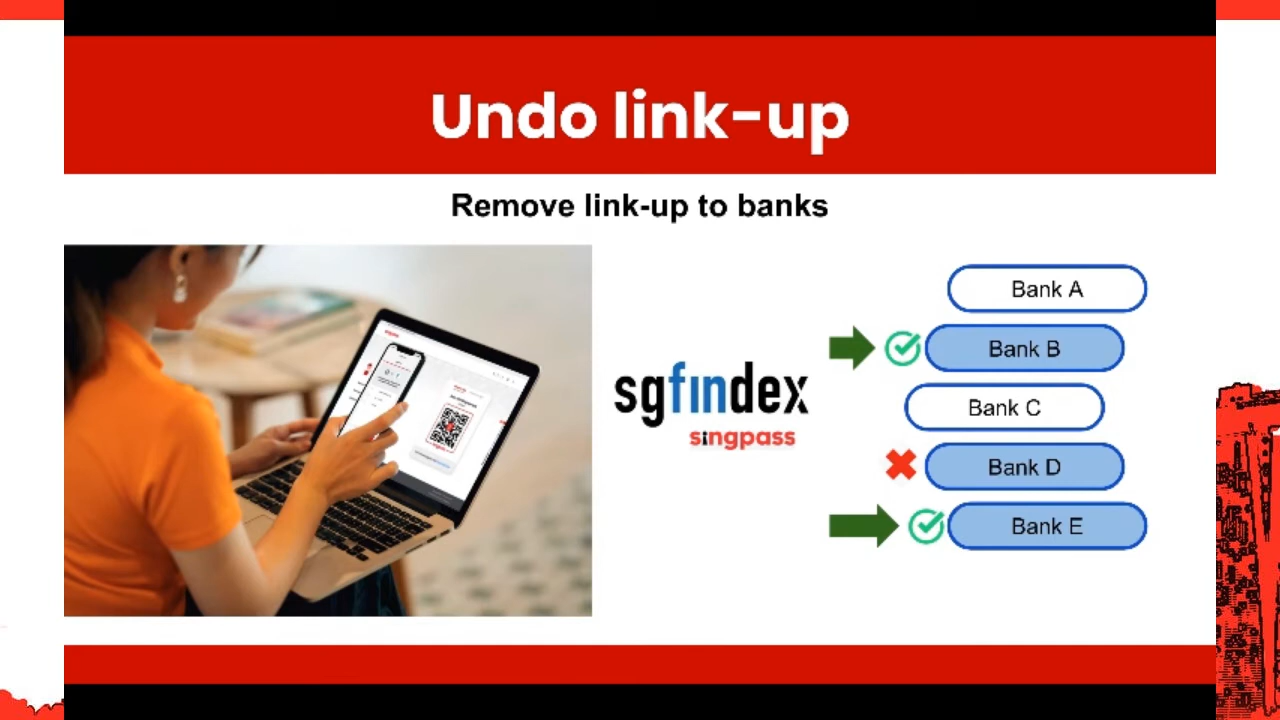 Undo link-up
Remove link-up to banks
sgfindex
singpass
Bank A
Bank B
Bank C
Bank D
Bank E